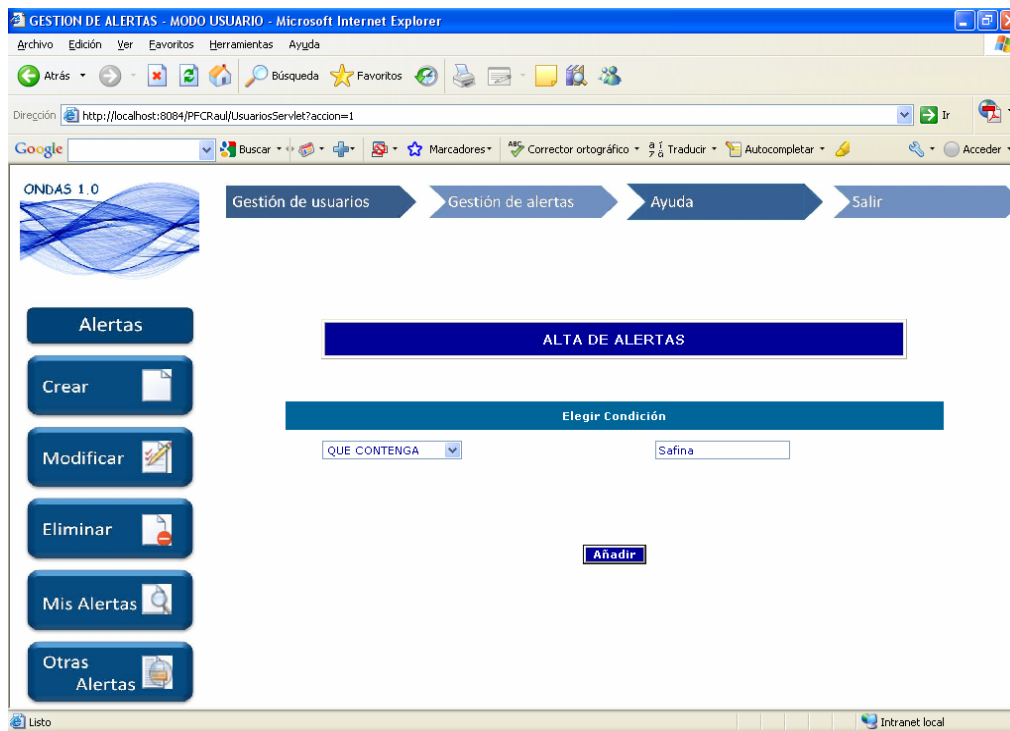 GESTION DE ALERTAS - MODO USUARIO - Microsoft Internet Explorer
Archivo Edición Ver Favoritos Herramientas Ayuda
Atrás Búsqueda Favoritos
Dirección http://localhost:8084/PFCRaul/UsuariosServlet?accion=1 Ir
Google Buscar Marcadores ABC Corrector ortográfico Traducir Autocompletar Acceder
ONDAS 1.0
Gestión de usuarios Gestión de alertas Ayuda Salir
Alertas
ALTA DE ALERTAS
Crear
Elegir Condición
QUE CONTENGA Safina
Modificar
Eliminar
Añadir
Mis Alertas
Otras
Alertas
Listo Intranet local